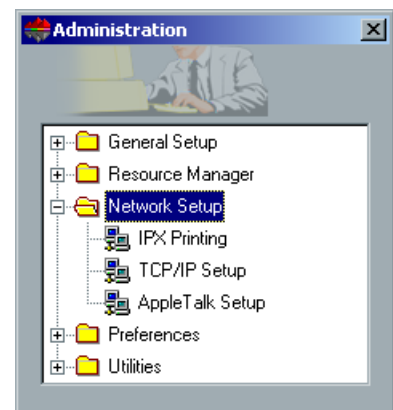 Administration
General Setup
Resource Manager
Network Setup
IPX Printing
TCP/IP Setup
AppleTalk Setup
Preferences
Utilities